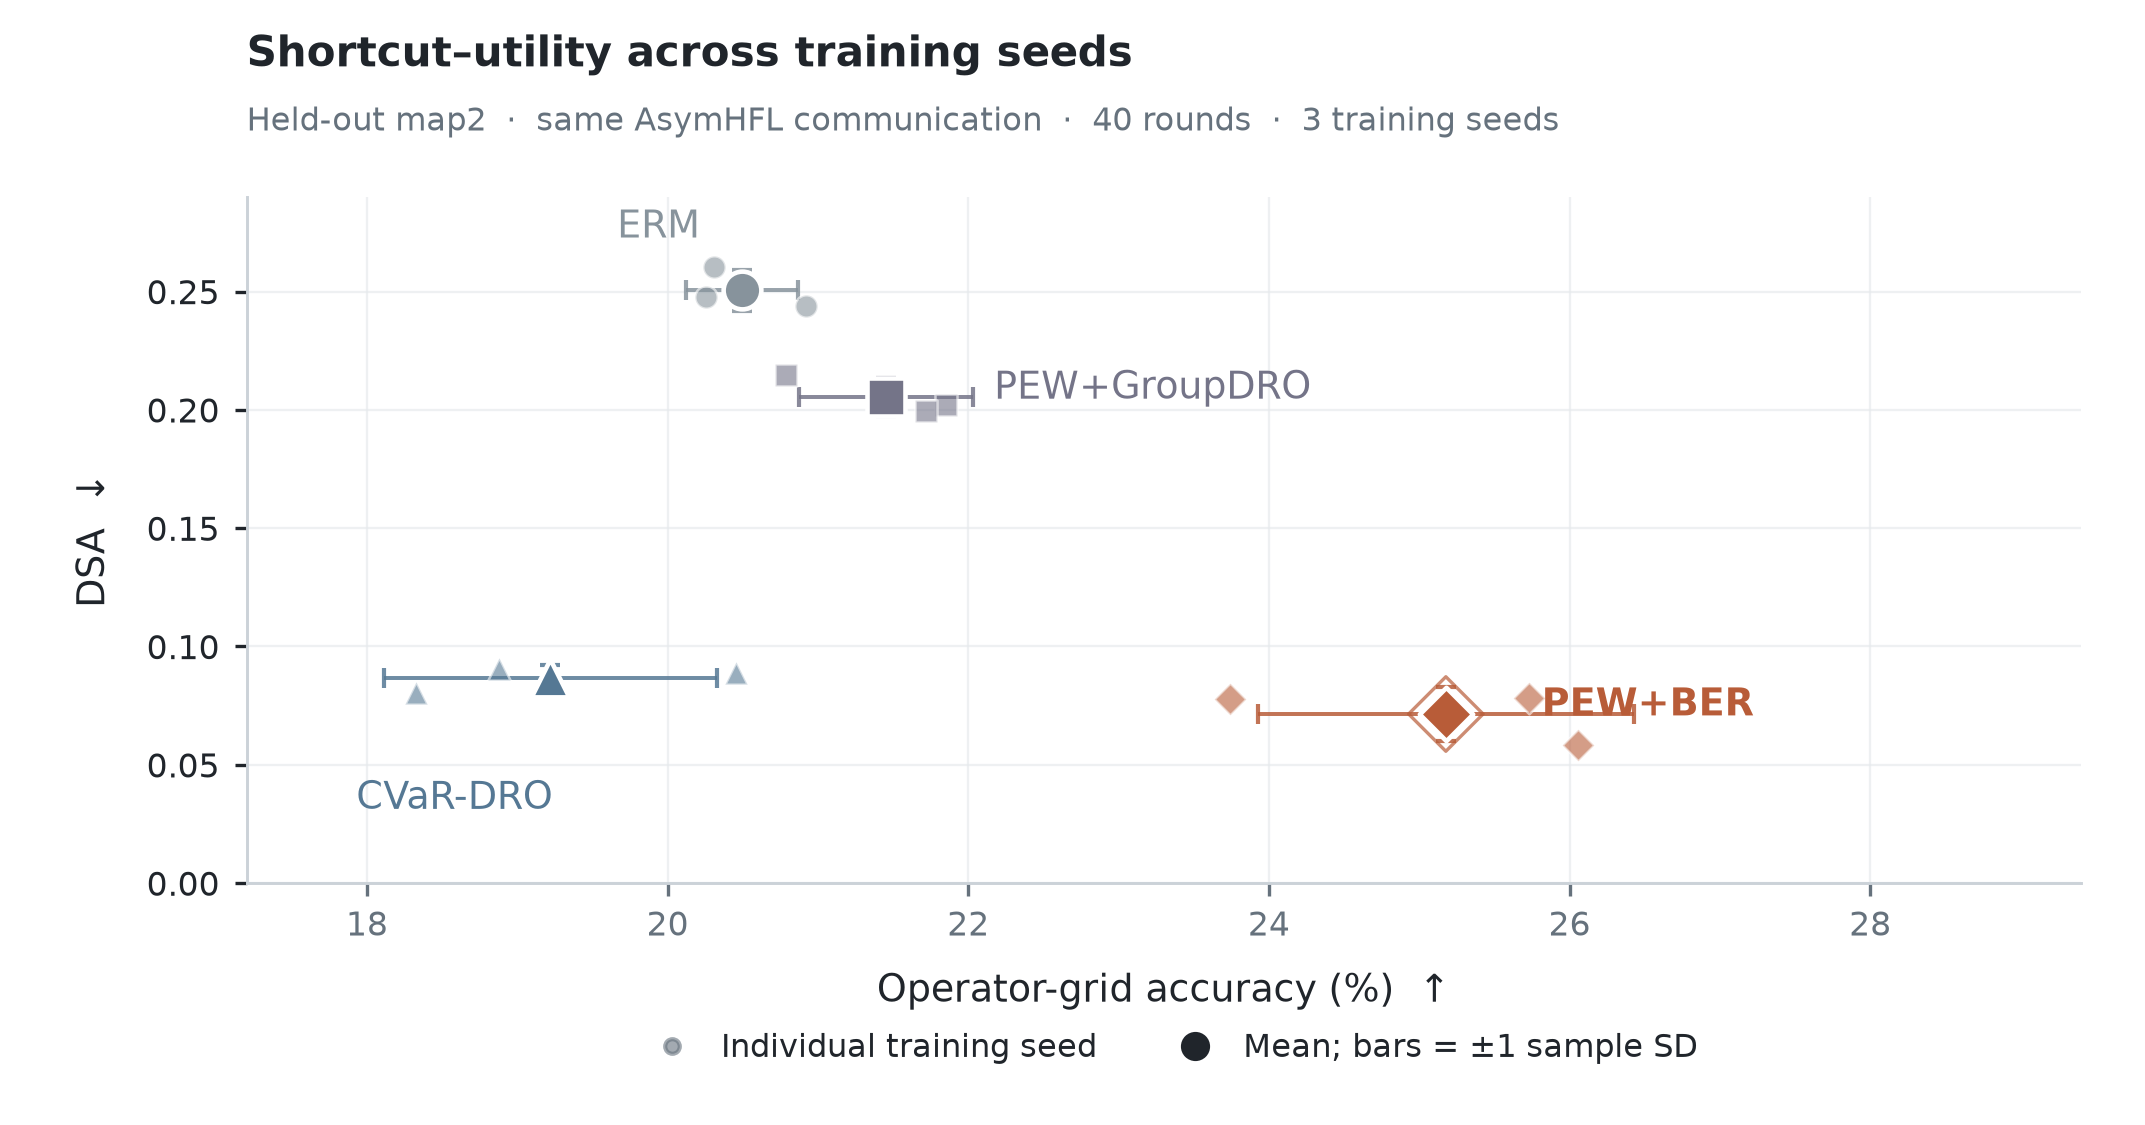 Shortcut–utility across training seeds
Held-out map2 · same AsymHFL communication · 40 rounds · 3 training seeds
ERM
PEW+GroupDRO
CVaR-DRO
PEW+BER
DSA ↓
0.25
0.20
0.15
0.10
0.05
0.00
18 20 22 24 26 28
Operator-grid accuracy (%) ↑
Individual training seed
Mean; bars = ±1 sample SD